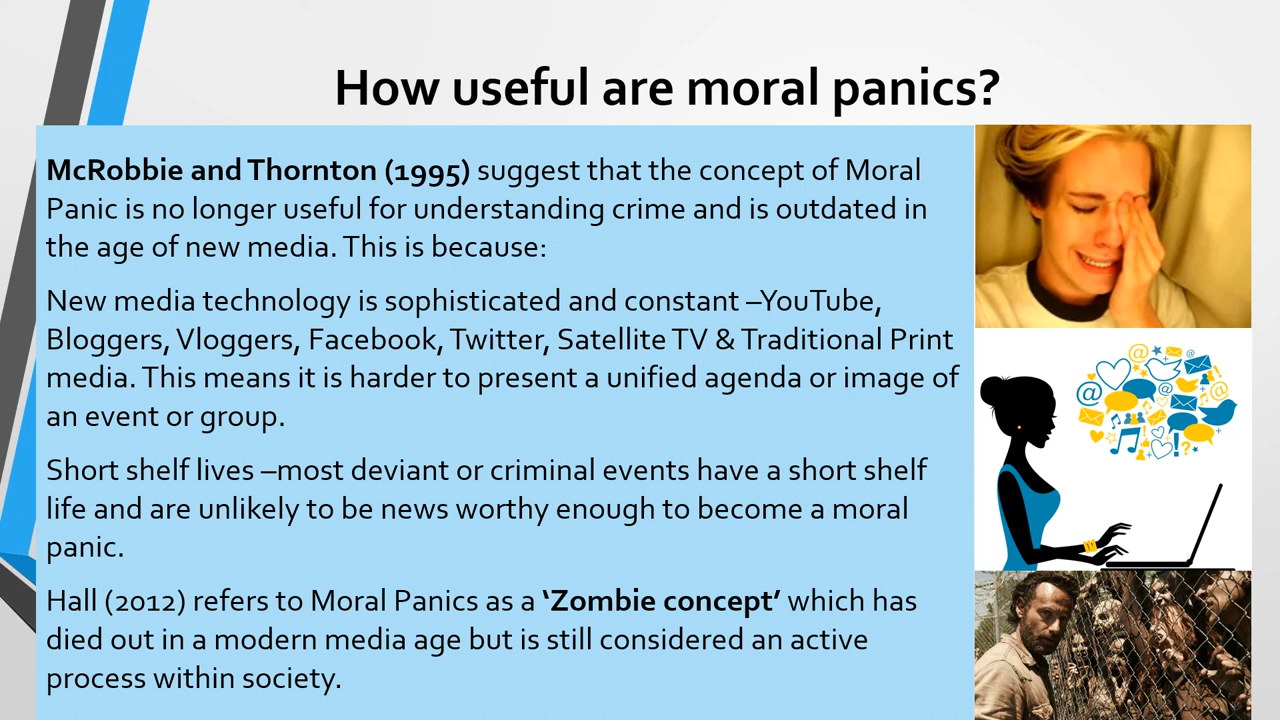 How useful are moral panics?
McRobbie and Thornton (1995) suggest that the concept of Moral
Panic is no longer useful for understanding crime and is outdated in
the age of new media. This is because:
New media technology is sophisticated and constant –YouTube,
Bloggers, Vloggers, Facebook, Twitter, Satellite TV & Traditional Print
media. This means it is harder to present a unified agenda or image of
an event or group.
Short shelf lives –most deviant or criminal events have a short shelf
life and are unlikely to be news worthy enough to become a moral
panic.
Hall (2012) refers to Moral Panics as a ‘Zombie concept’ which has
died out in a modern media age but is still considered an active
process within society.